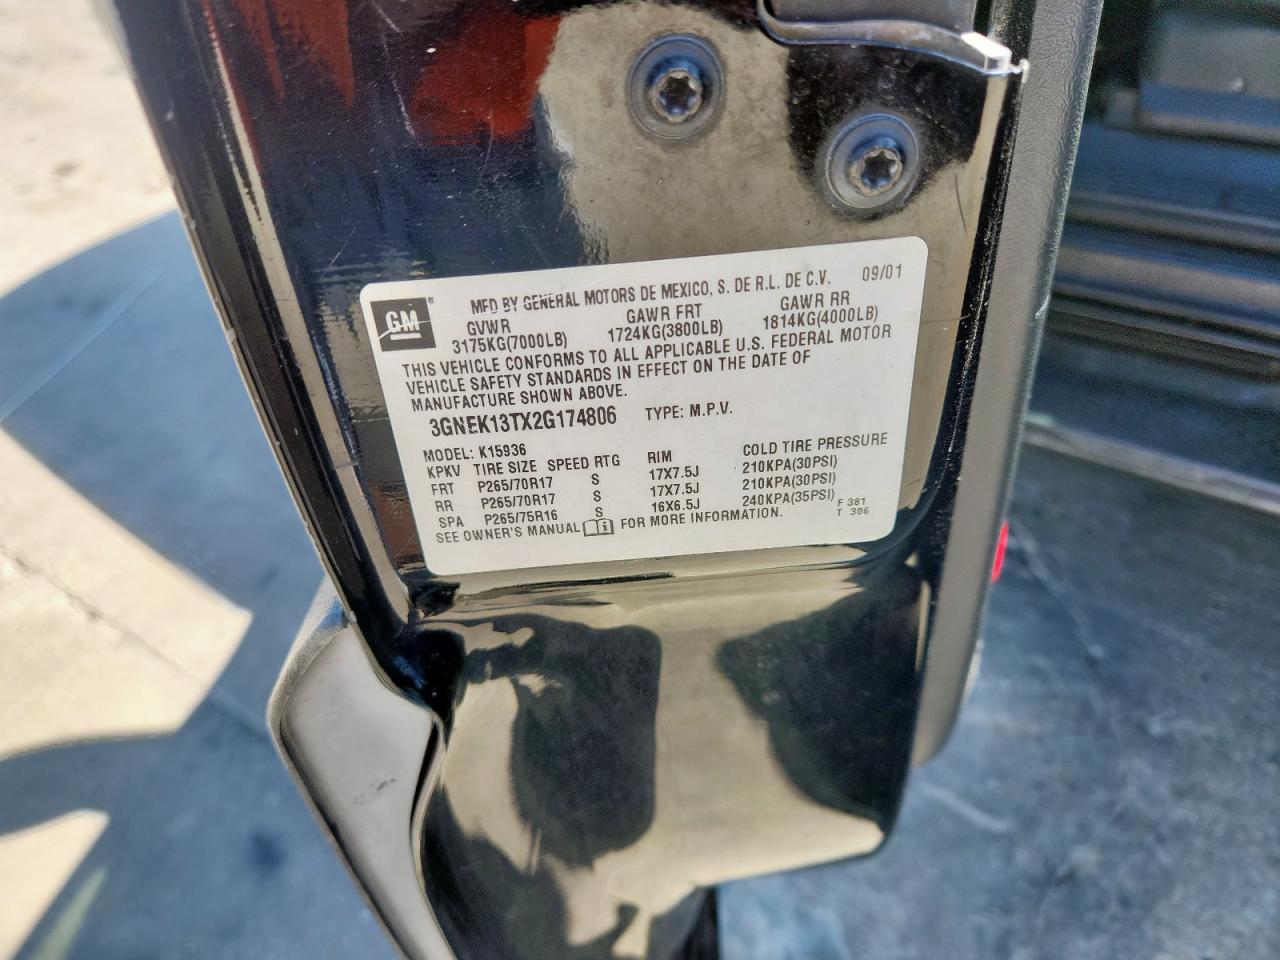 GM ®
MFD BY GENERAL MOTORS DE MEXICO, S. DE R.L. DE C.V. 09/01
GVWR GAWR FRT GAWR RR
3175KG(7000LB) 1724KG(3800LB) 1814KG(4000LB)
THIS VEHICLE CONFORMS TO ALL APPLICABLE U.S. FEDERAL MOTOR
VEHICLE SAFETY STANDARDS IN EFFECT ON THE DATE OF
MANUFACTURE SHOWN ABOVE.
3GNEK13TX2G174806 TYPE: M.P.V.
MODEL: K15936
KPKV TIRE SIZE SPEED RTG RIM COLD TIRE PRESSURE
FRT P265/70R17 S 17X7.5J 210KPA(30PSI)
RR P265/70R17 S 17X7.5J 210KPA(30PSI)
SPA P265/75R16 S 16X6.5J 240KPA(35PSI) F 381
SEE OWNER'S MANUAL FOR MORE INFORMATION. T 306